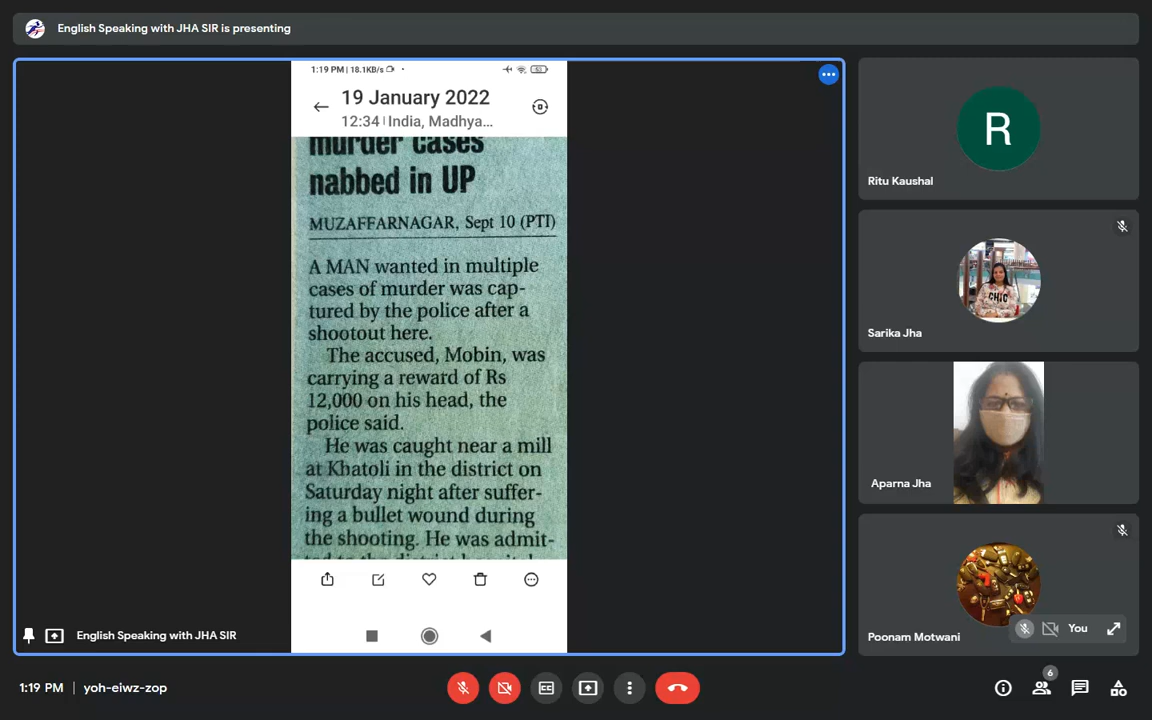 English Speaking with JHA SIR is presenting
1:19 PM | 18.1KB/s
53
19 January 2022
12:34 | India, Madhya...
murder cases
nabbed in UP
MUZAFFARNAGAR, Sept 10 (PTI)
A MAN wanted in multiple
cases of murder was cap-
tured by the police after a
shootout here.
The accused, Mobin, was
carrying a reward of Rs
12,000 on his head, the
police said.
He was caught near a mill
at Khatoli in the district on
Saturday night after suffer-
ing a bullet wound during
the shooting. He was admit-
English Speaking with JHA SIR
R
Ritu Kaushal
CHIC
Sarika Jha
Aparna Jha
Poonam Motwani
You
1:19 PM | yoh-eiwz-zop
CC
6